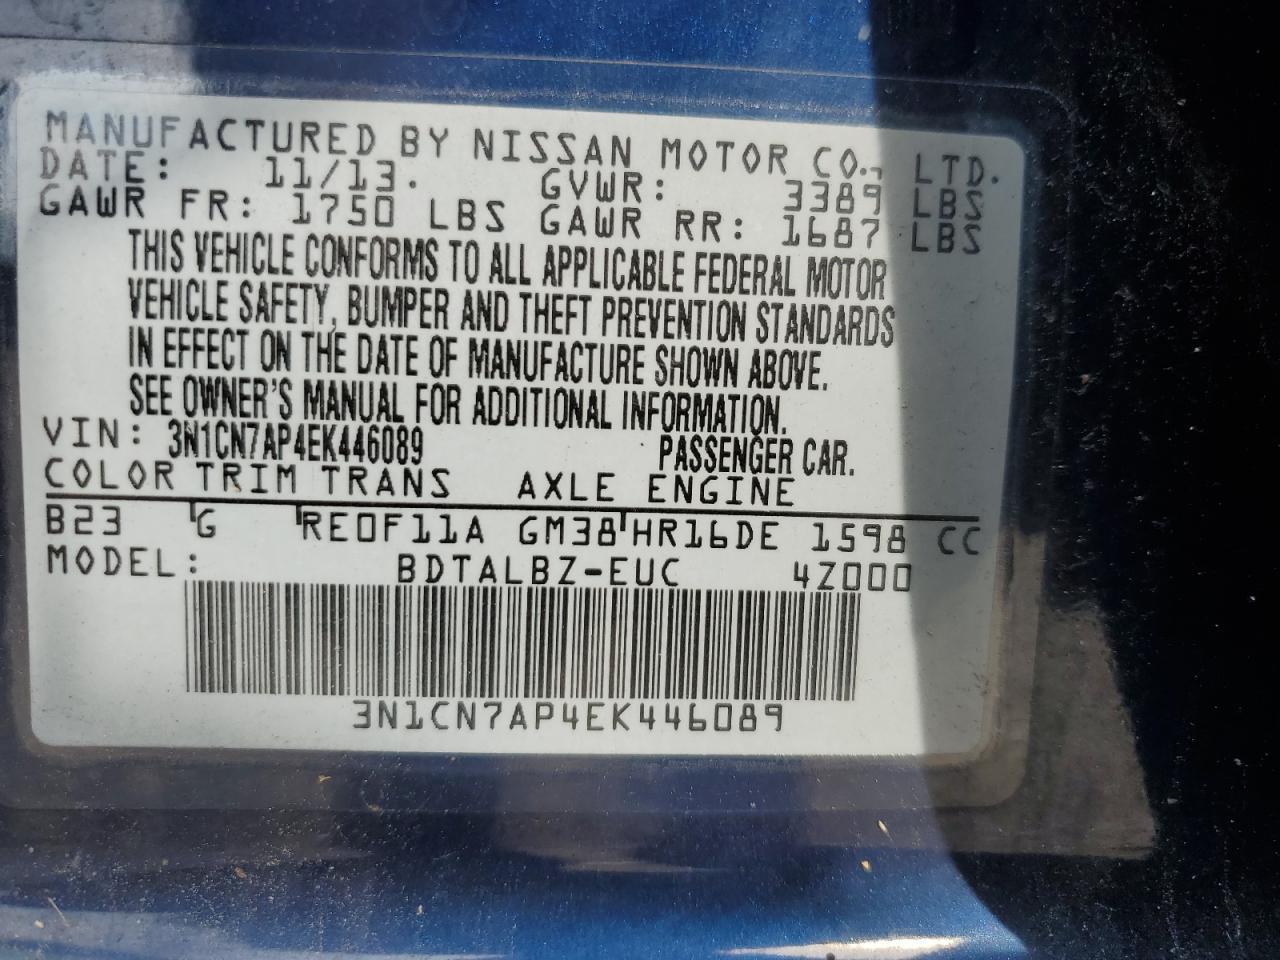 MANUFACTURED BY NISSAN MOTOR CO., LTD.
DATE: 11/13. GVWR: 3389 LBS
GAWR FR: 1750 LBS GAWR RR: 1687 LBS
THIS VEHICLE CONFORMS TO ALL APPLICABLE FEDERAL MOTOR
VEHICLE SAFETY, BUMPER AND THEFT PREVENTION STANDARDS
IN EFFECT ON THE DATE OF MANUFACTURE SHOWN ABOVE.
SEE OWNER'S MANUAL FOR ADDITIONAL INFORMATION.
VIN: 3N1CN7AP4EK446089 PASSENGER CAR.
COLOR TRIM TRANS AXLE ENGINE
B23 G RE0F11A GM38 HR16DE 1598 CC
MODEL: BDTALBZ-EUC 4Z000
3N1CN7AP4EK446089